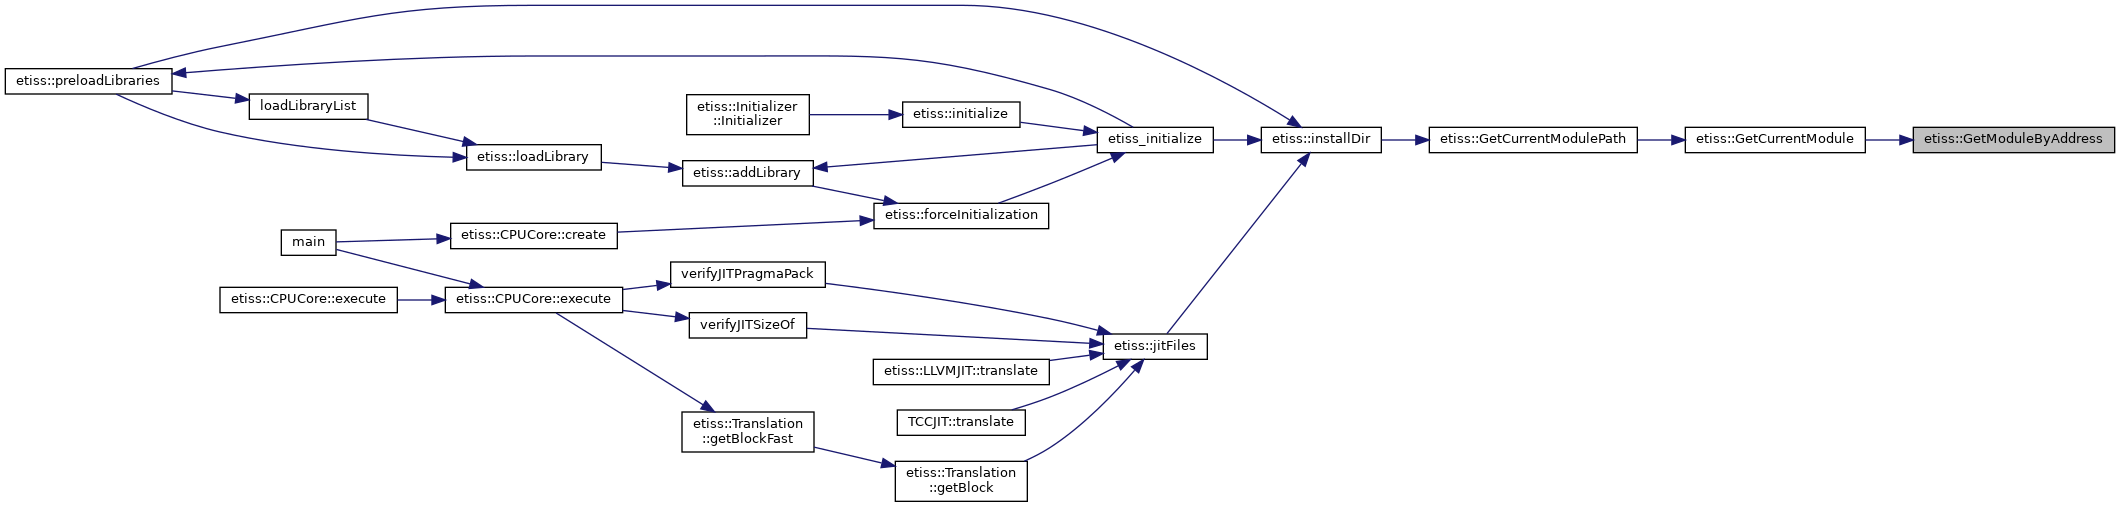 etiss::preloadLibraries
loadLibraryList
etiss::Initializer
::Initializer
etiss::initialize
etiss_initialize
etiss::installDir
etiss::GetCurrentModulePath
etiss::GetCurrentModule
etiss::GetModuleByAddress
etiss::loadLibrary
etiss::addLibrary
etiss::forceInitialization
main
etiss::CPUCore::create
verifyJITPragmaPack
etiss::CPUCore::execute
etiss::CPUCore::execute
verifyJITSizeOf
etiss::jitFiles
etiss::LLVMJIT::translate
TCCJIT::translate
etiss::Translation
::getBlockFast
etiss::Translation
::getBlock